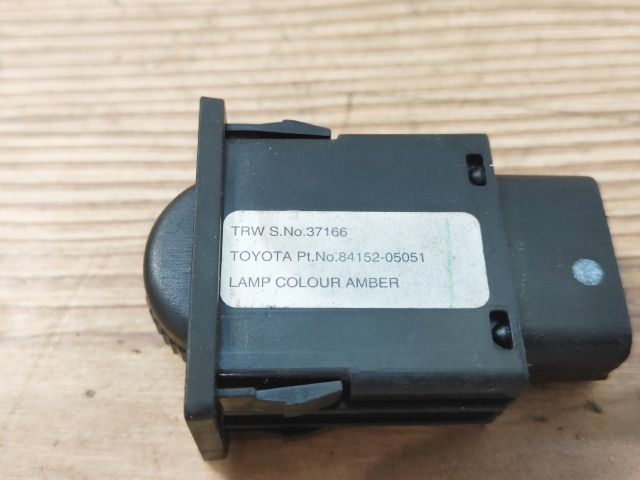 TRW S.No.37166
TOYOTA Pt.No.84152-05051
LAMP COLOUR AMBER